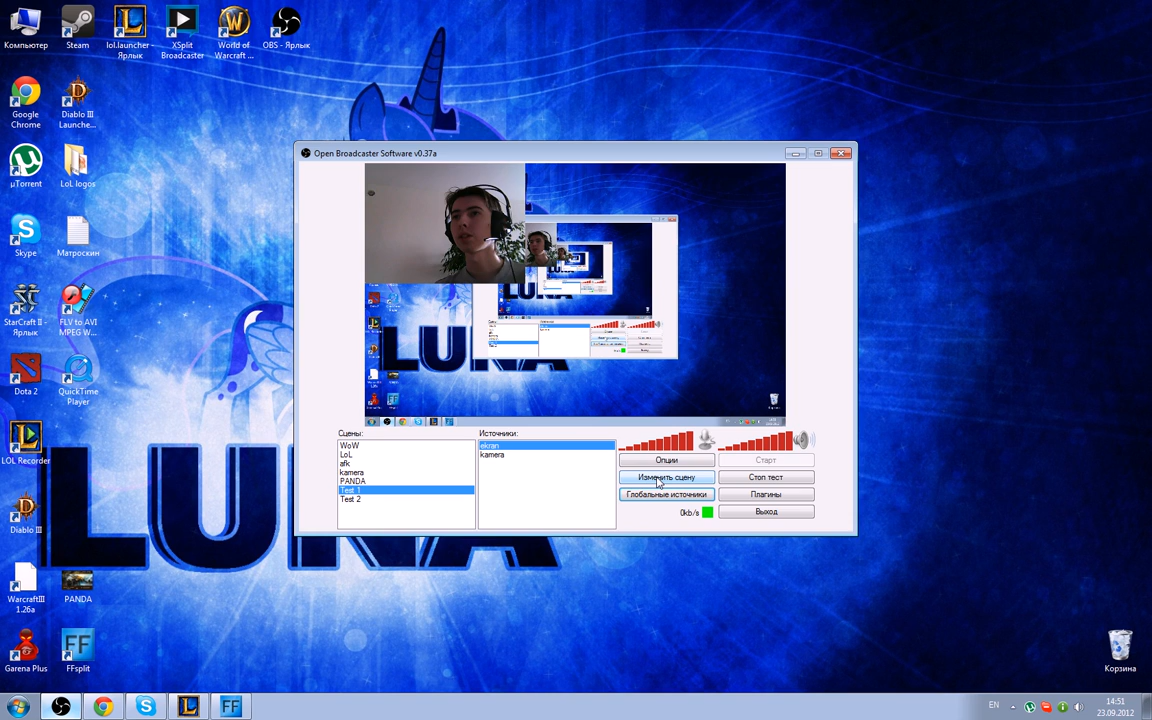 Компьютер
Steam
lol.launcher - Ярлык
XSplit Broadcaster
World of Warcraft ...
OBS - Ярлык
Google Chrome
Diablo III Launche...
µTorrent
LoL logos
Skype
Матроскин
StarCraft II - Ярлык
FLV to AVI MPEG W...
Dota 2
QuickTime Player
LOL Recorder
Diablo III
WarcraftIII 1.26a
PANDA
Garena Plus
FFsplit
Корзина
LUNA
Open Broadcaster Software v0.37a
LUNA
Сцены:
WoW
LoL
afk
kamera
PANDA
Test 1
Test 2
Источники:
ekran
kamera
Опции
Старт
Изменить сцену
Стоп тест
Глобальные источники
Плагины
0kb/s
Выход
EN
14:51
23.09.2012